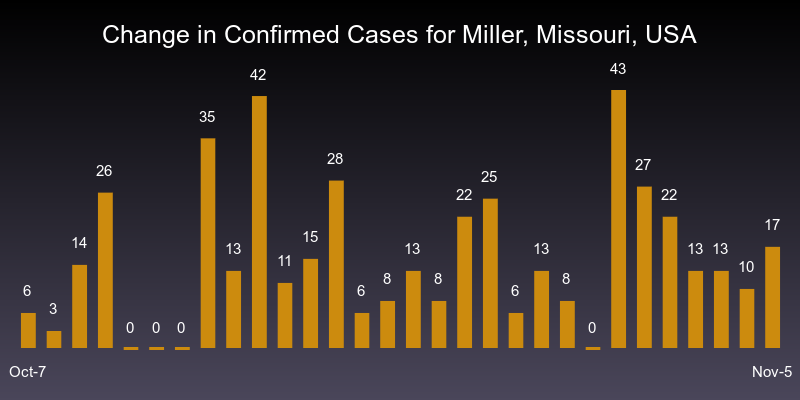 Change in Confirmed Cases for Miller, Missouri, USA
6 3 14 26 0 0 0 35 13 42 11 15 28 6 8 13 8 22 25 6 13 8 0 43 27 22 13 13 10 17
Oct-7 Nov-5